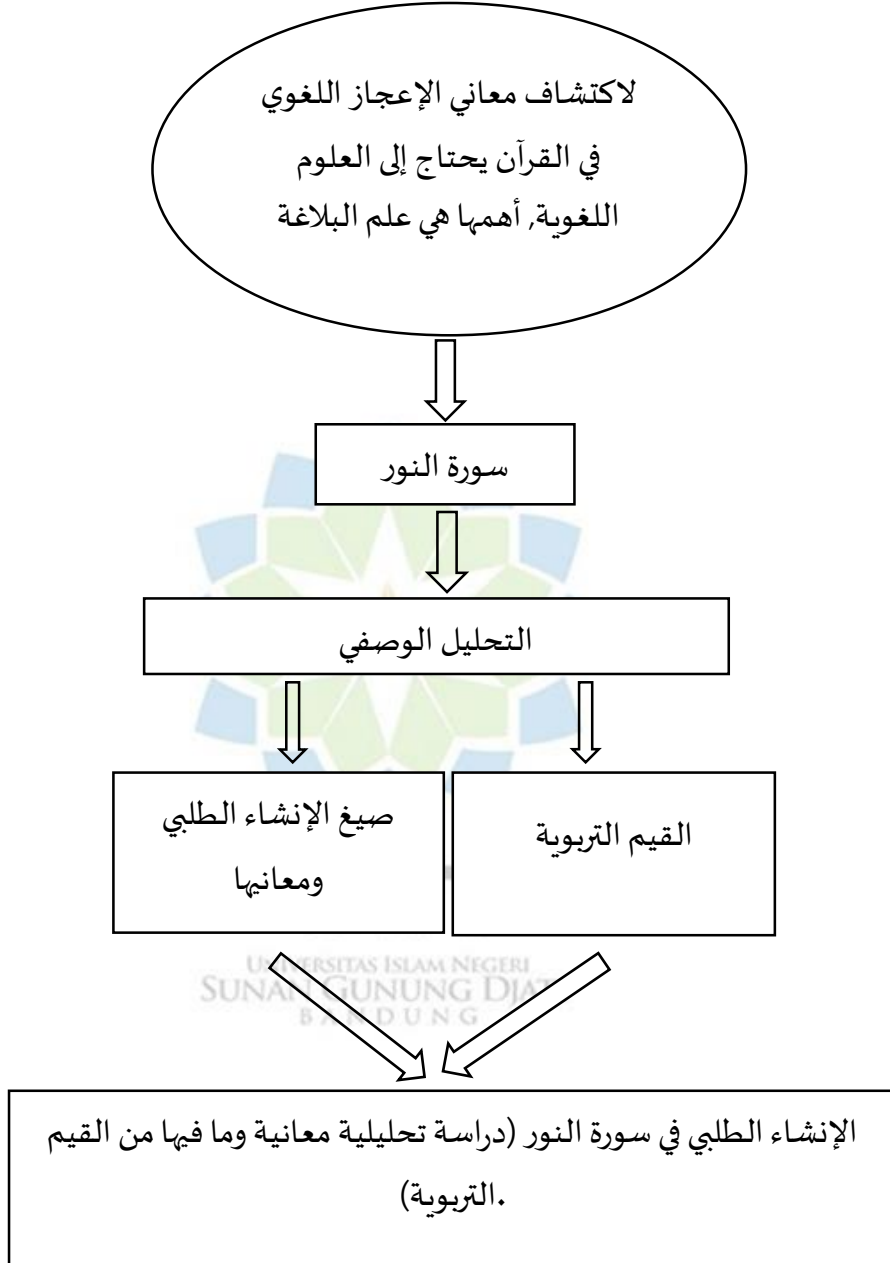 لاكتشاف معاني الإعجاز اللغوي
في القرآن يحتاج إلى العلوم
اللغوية, أهمها هي علم البلاغة
سورة النور
التحليل الوصفي
صيغ الإنشاء الطلبي
ومعانيها
القيم التربوية
UNIVERSITAS ISLAM NEGERI
SUNAN GUNUNG
BANDUNG
الإنشاء الطلبي في سورة النور (دراسة تحليلية معانية وما فيها من القيم
التربوية).